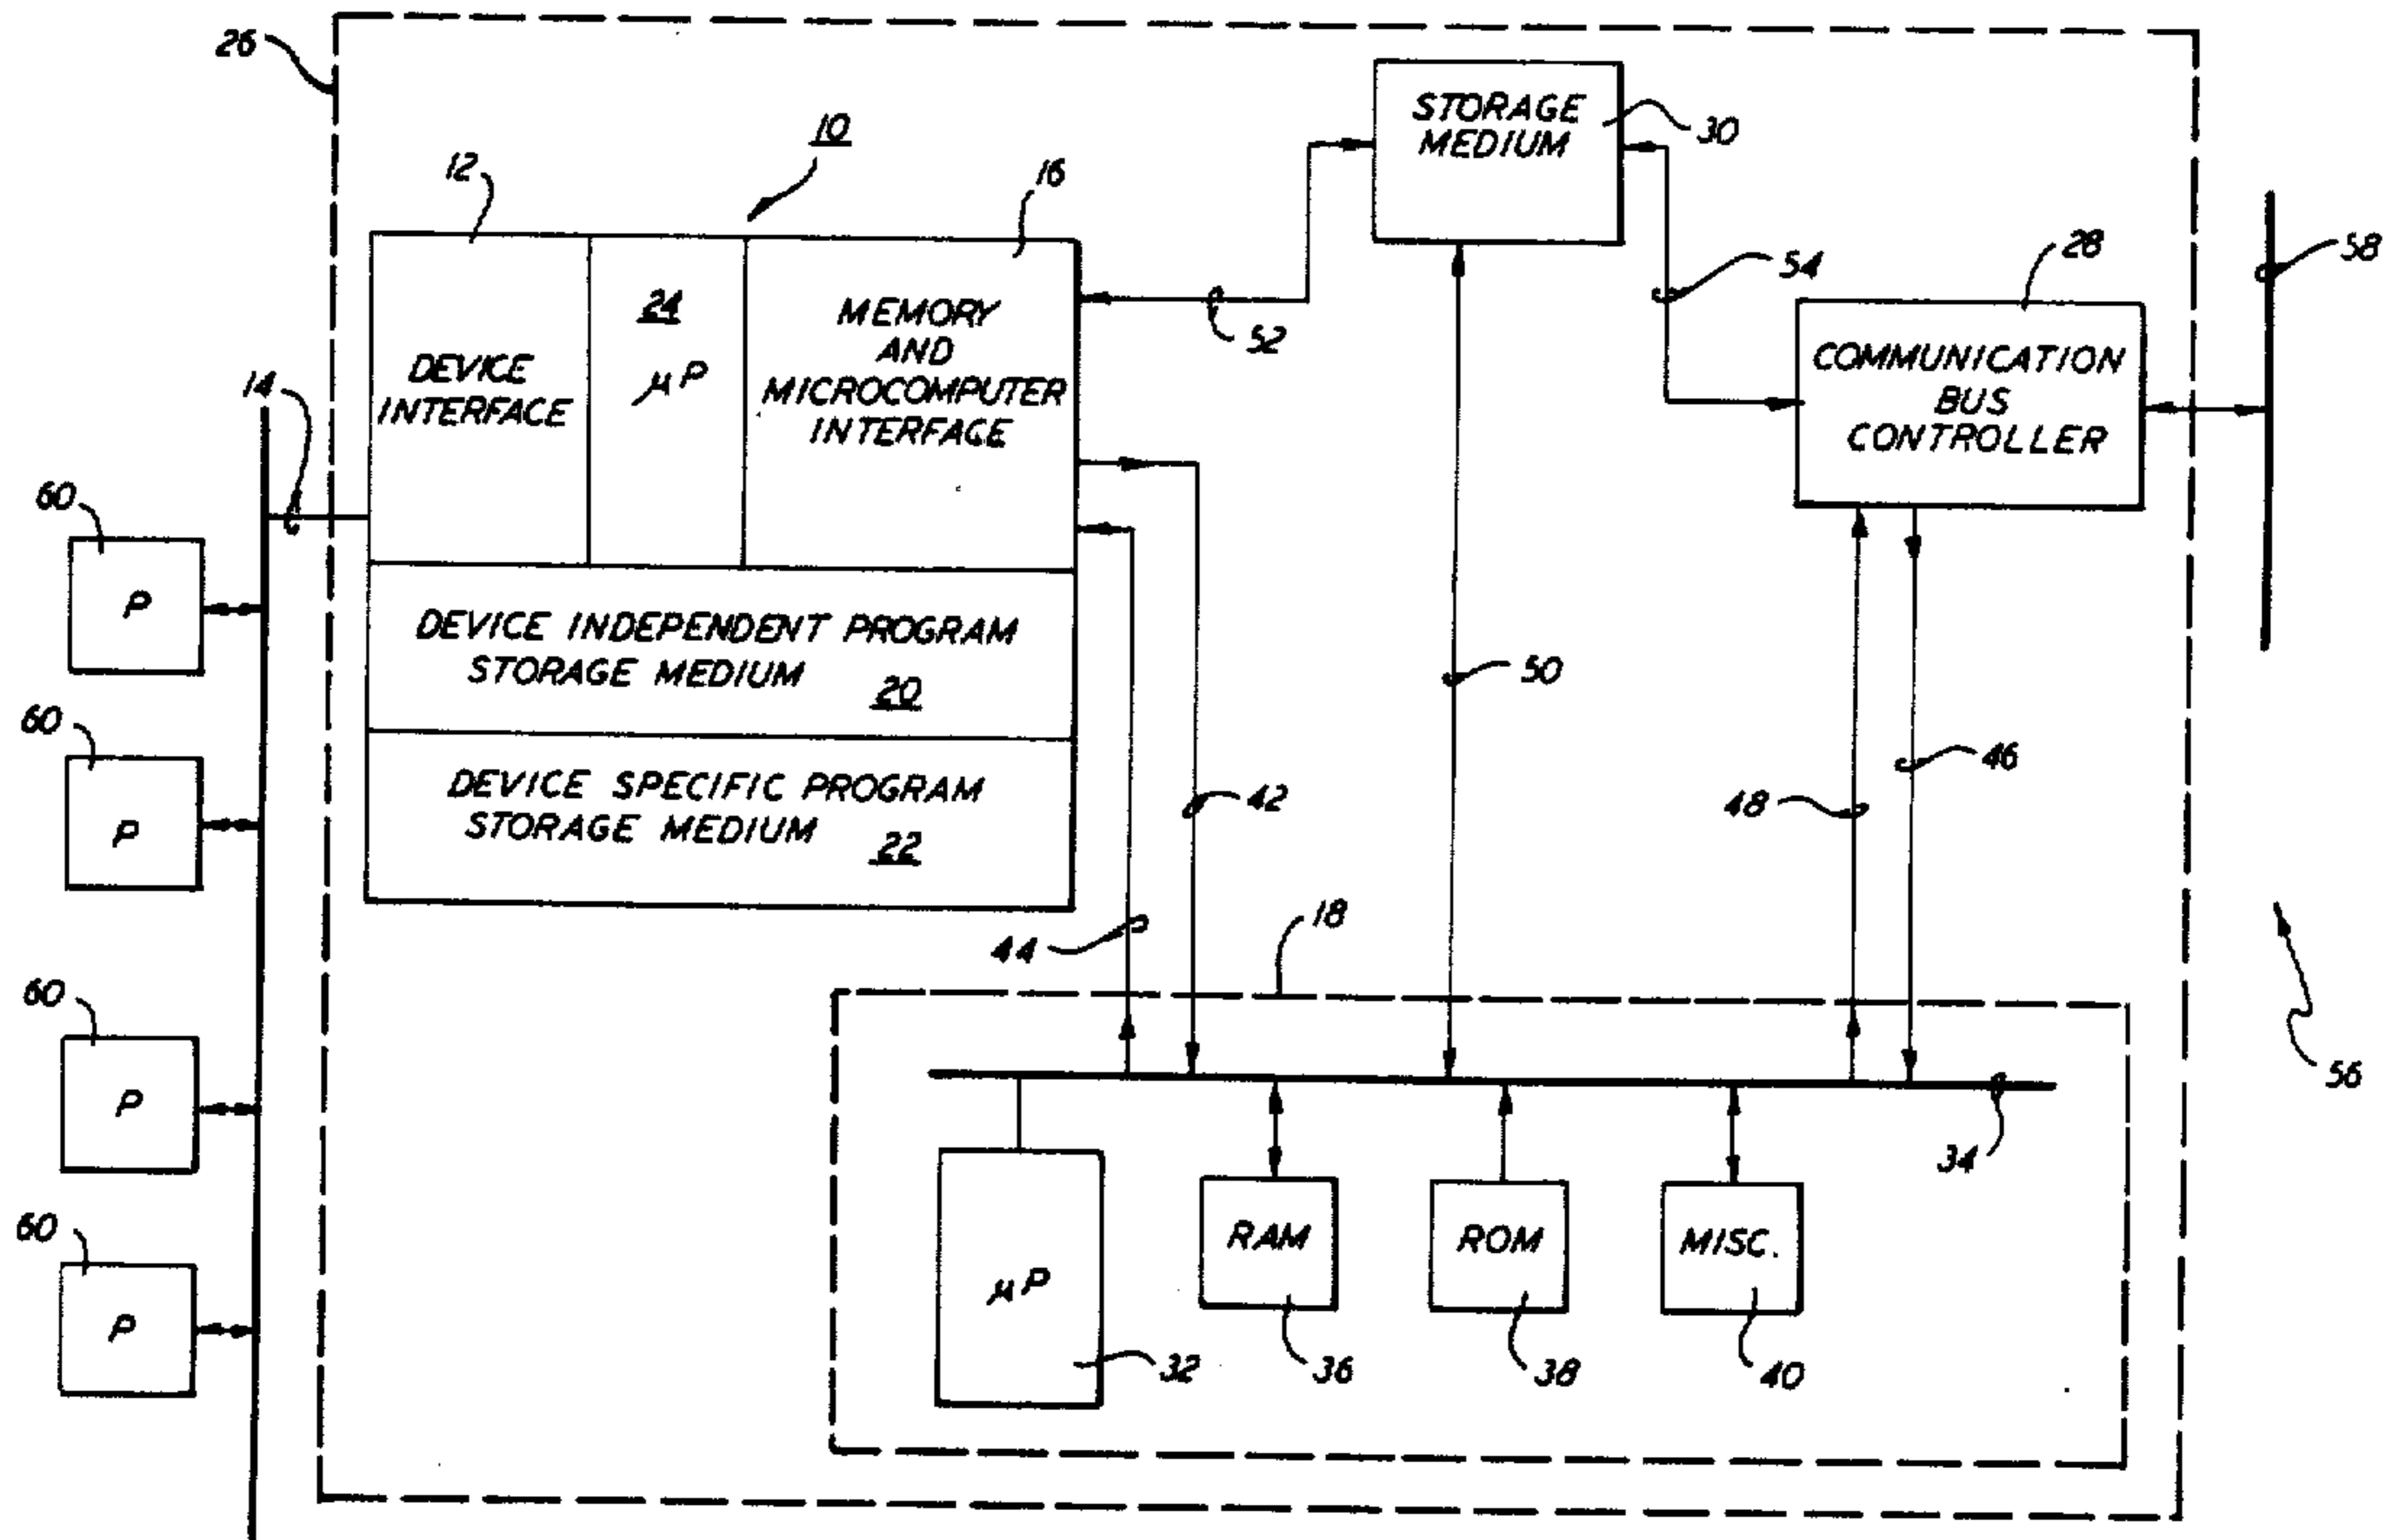 26
10
12
16
STORAGE
MEDIUM
30
24
μP
DEVICE
INTERFACE
MEMORY
AND
MICROCOMPUTER
INTERFACE
52
54
28
58
COMMUNICATION
BUS
CONTROLLER
14
60
P
DEVICE INDEPENDENT PROGRAM
STORAGE MEDIUM 20
50
60
P
DEVICE SPECIFIC PROGRAM
STORAGE MEDIUM 22
42
48
46
44
18
60
P
56
34
60
P
μP
32
RAM
36
ROM
38
MISC.
40